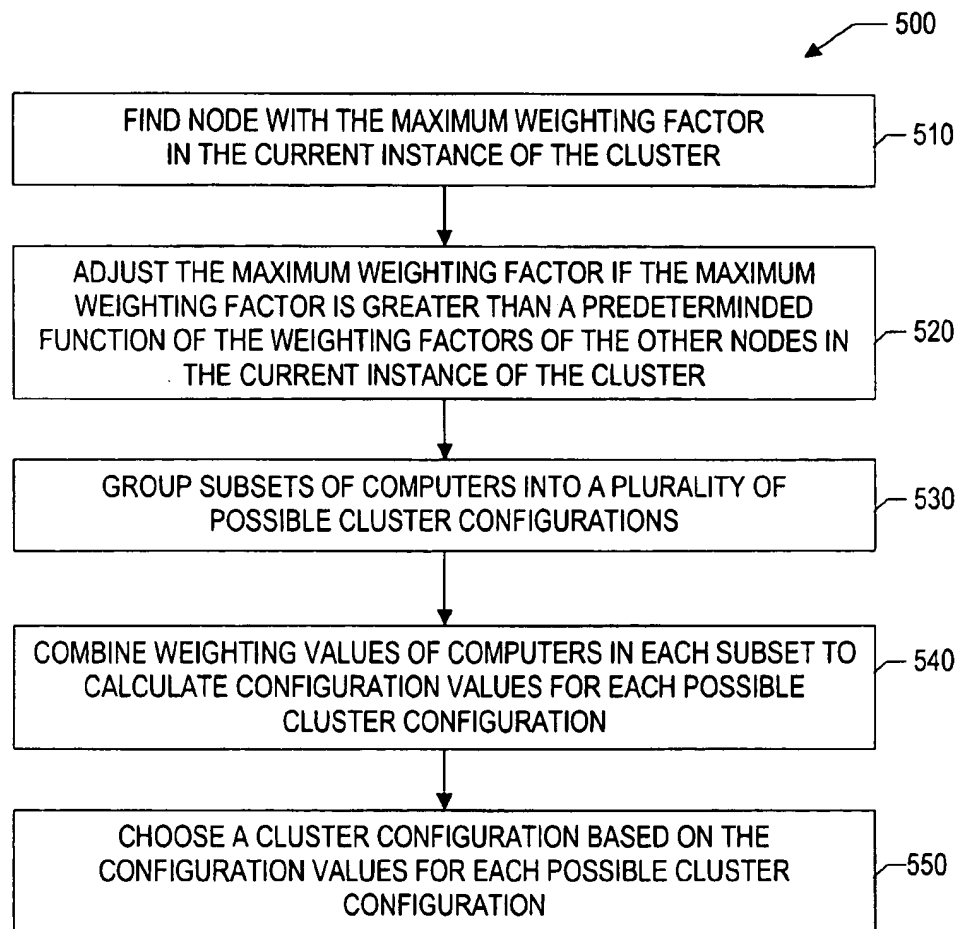 500
FIND NODE WITH THE MAXIMUM WEIGHTING FACTOR
IN THE CURRENT INSTANCE OF THE CLUSTER
510
ADJUST THE MAXIMUM WEIGHTING FACTOR IF THE MAXIMUM
WEIGHTING FACTOR IS GREATER THAN A PREDETERMINDED
FUNCTION OF THE WEIGHTING FACTORS OF THE OTHER NODES IN
THE CURRENT INSTANCE OF THE CLUSTER
520
GROUP SUBSETS OF COMPUTERS INTO A PLURALITY OF
POSSIBLE CLUSTER CONFIGURATIONS
530
COMBINE WEIGHTING VALUES OF COMPUTERS IN EACH SUBSET TO
CALCULATE CONFIGURATION VALUES FOR EACH POSSIBLE
CLUSTER CONFIGURATION
540
CHOOSE A CLUSTER CONFIGURATION BASED ON THE
CONFIGURATION VALUES FOR EACH POSSIBLE CLUSTER
CONFIGURATION
550